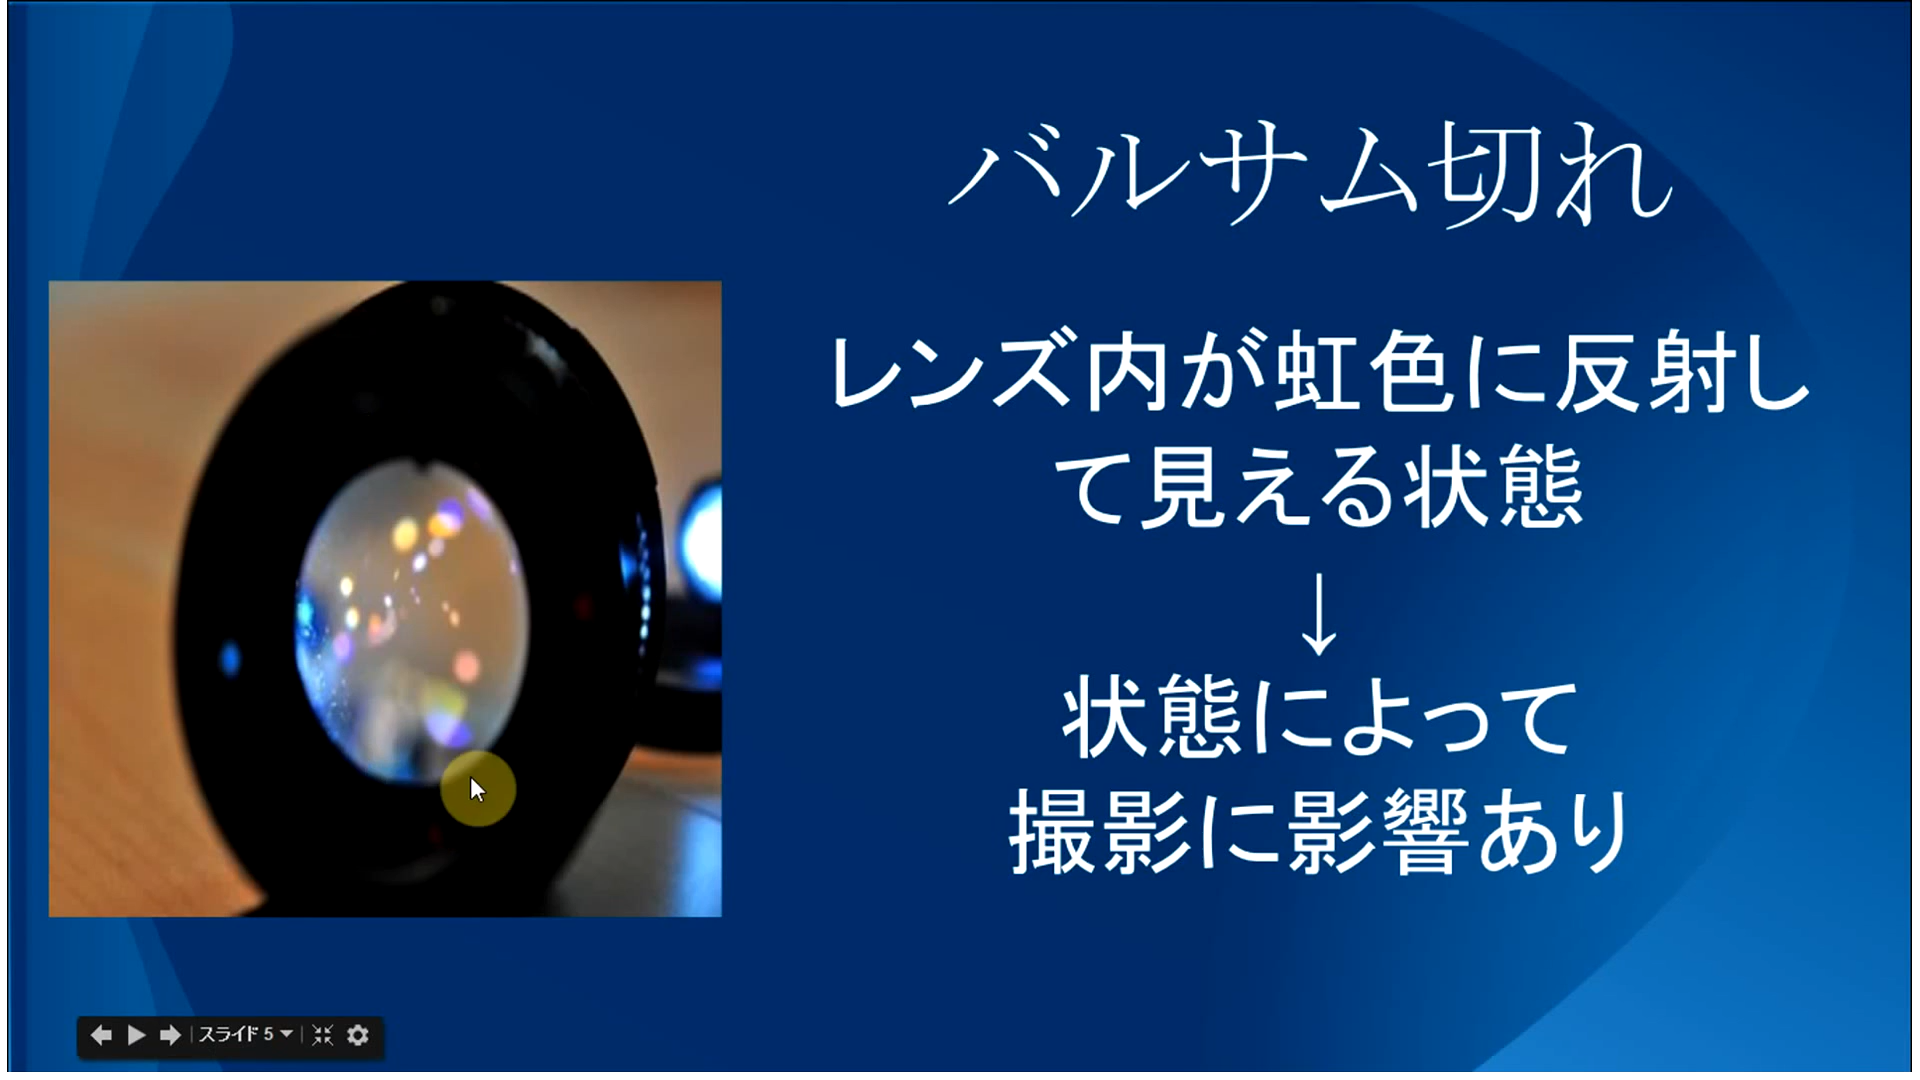 バルサム切れ
レンズ内が虹色に反射し
て見える状態
↓
状態によって
撮影に影響あり
スライド 5